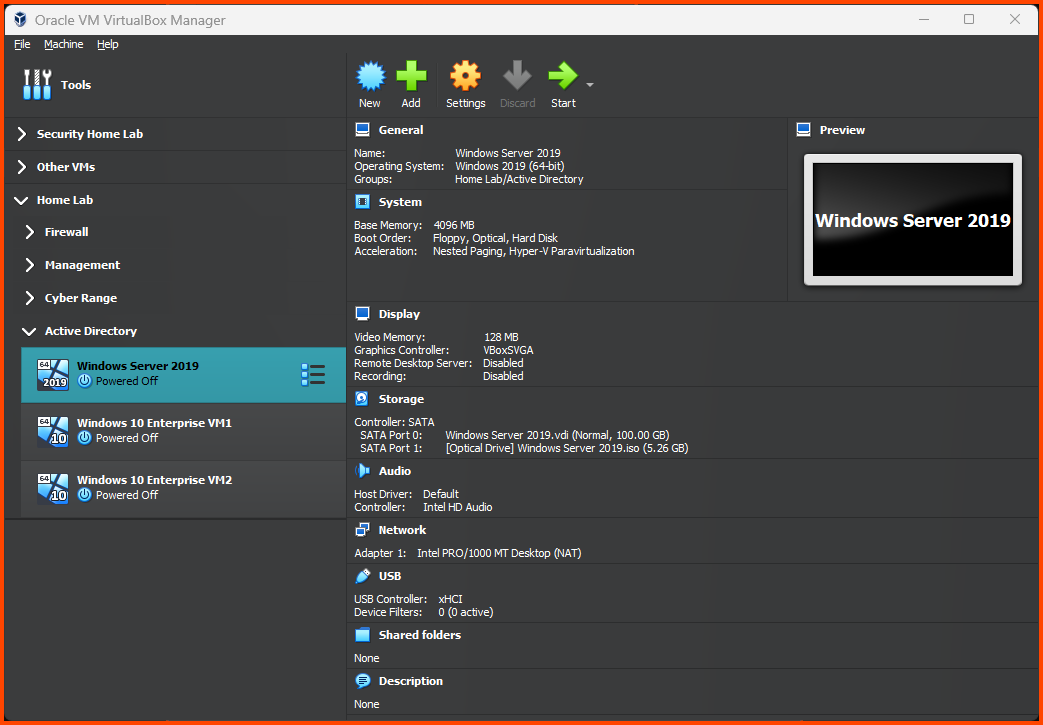 Oracle VM VirtualBox Manager
File Machine Help
Tools
New Add Settings Discard Start
Security Home Lab
Other VMs
Home Lab
Firewall
Management
Cyber Range
Active Directory
64 2019 Windows Server 2019
Powered Off
64 10 Windows 10 Enterprise VM1
Powered Off
64 10 Windows 10 Enterprise VM2
Powered Off
General
Name: Windows Server 2019
Operating System: Windows 2019 (64-bit)
Groups: Home Lab/Active Directory
Preview
Windows Server 2019
System
Base Memory: 4096 MB
Boot Order: Floppy, Optical, Hard Disk
Acceleration: Nested Paging, Hyper-V Paravirtualization
Display
Video Memory: 128 MB
Graphics Controller: VBoxSVGA
Remote Desktop Server: Disabled
Recording: Disabled
Storage
Controller: SATA
SATA Port 0: Windows Server 2019.vdi (Normal, 100.00 GB)
SATA Port 1: [Optical Drive] Windows Server 2019.iso (5.26 GB)
Audio
Host Driver: Default
Controller: Intel HD Audio
Network
Adapter 1: Intel PRO/1000 MT Desktop (NAT)
USB
USB Controller: xHCI
Device Filters: 0 (0 active)
Shared folders
None
Description
None